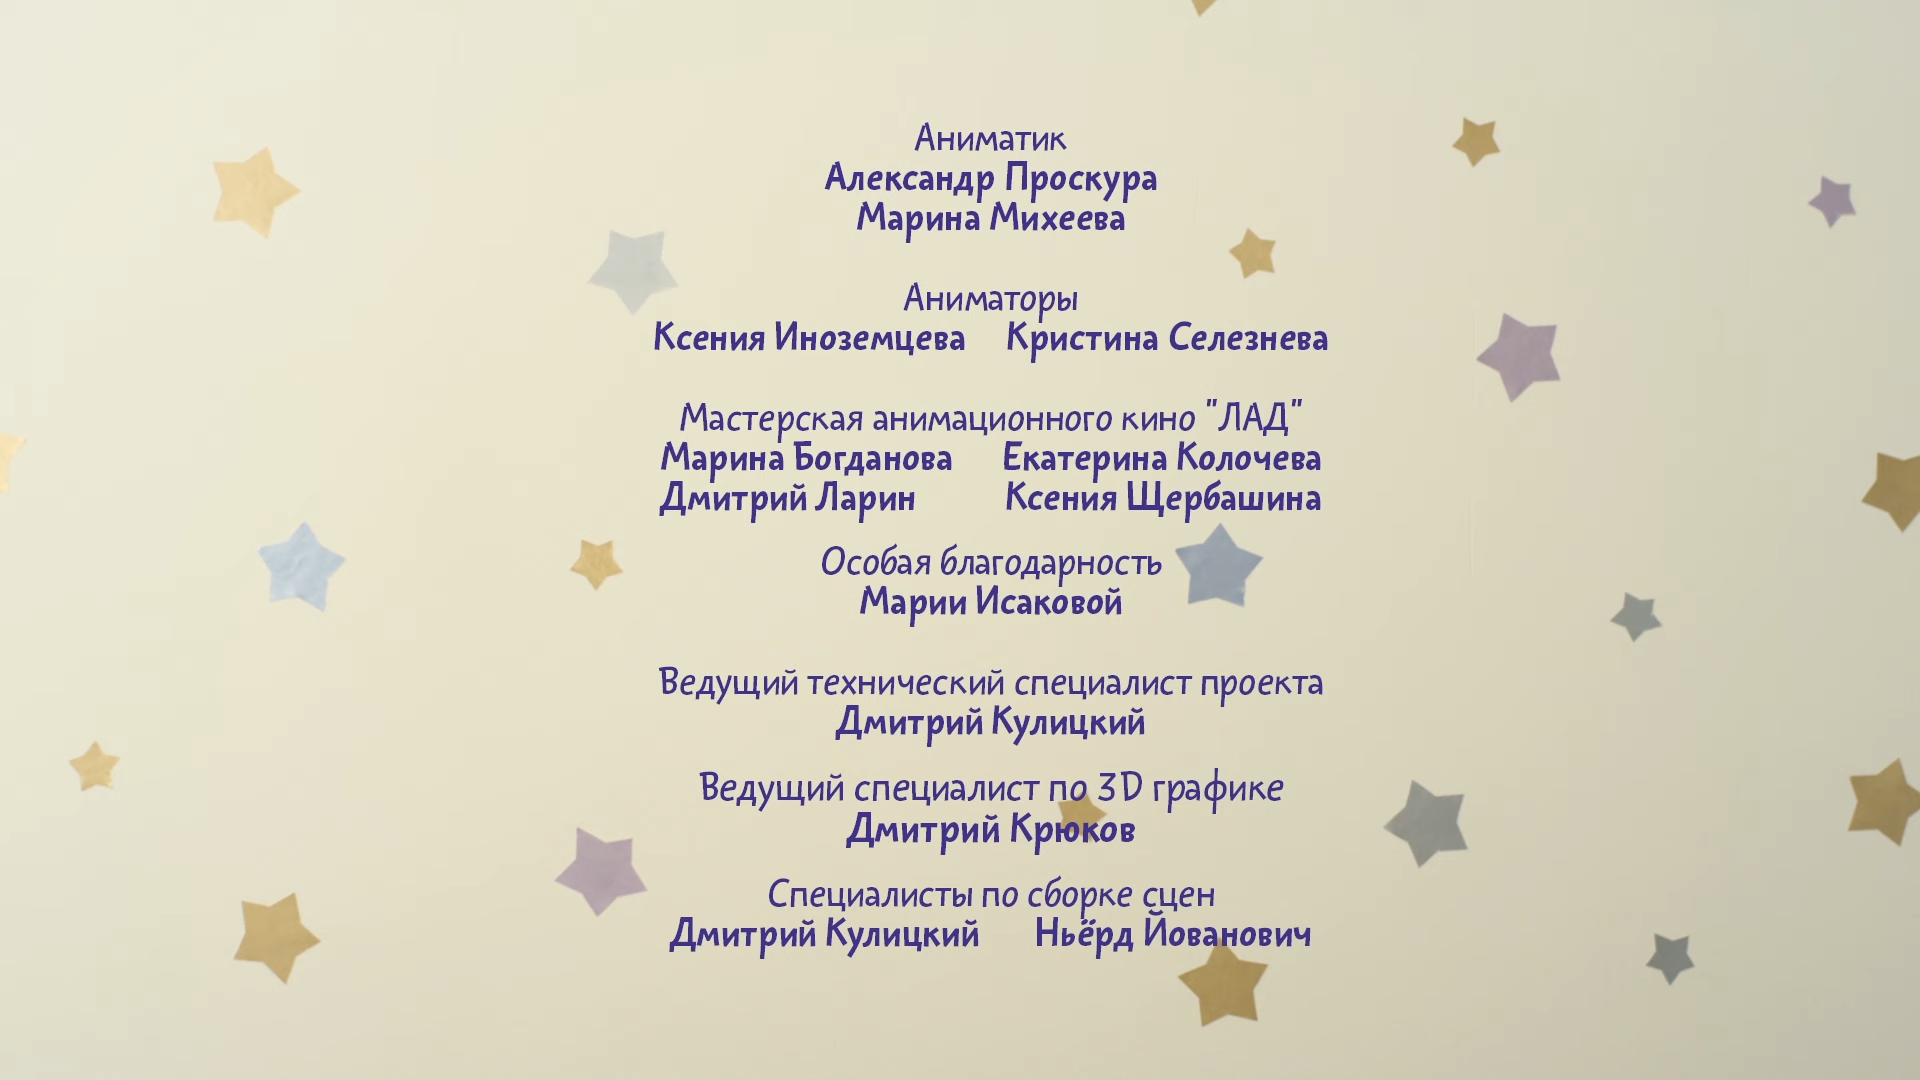 Аниматик
Александр Проскура
Марина Михеева
Аниматоры
Ксения Иноземцева Кристина Селезнева
Мастерская анимационного кино "ЛАД"
Марина Богданова Екатерина Колочева
Дмитрий Ларин Ксения Щербашина
Особая благодарность
Марии Исаковой
Ведущий технический специалист проекта
Дмитрий Кулицкий
Ведущий специалист по 3D графике
Дмитрий Крюков
Специалисты по сборке сцен
Дмитрий Кулицкий Ньёрд Йованович